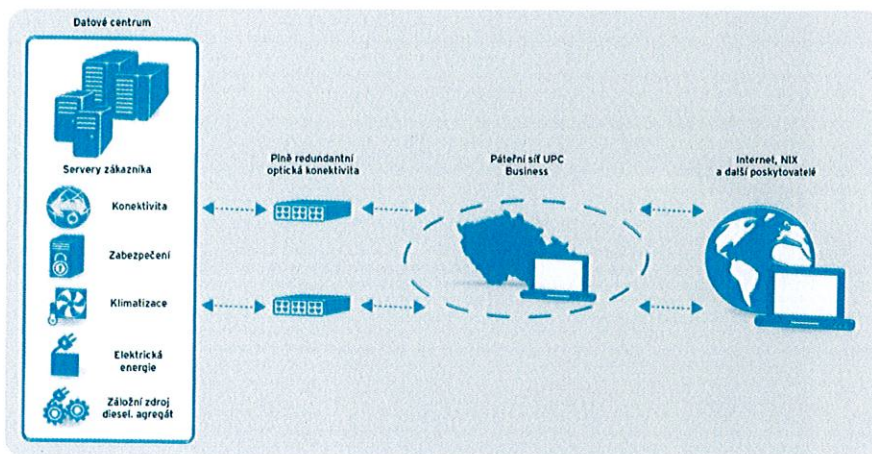 Datové centrum
Servery zákazníka
Konektivita
Zabezpečení
Klimatizace
Elektrická
energie
Záložní zdroj
diesel. agregát
Plně redundantní
optická konektivita
Páteřní síť UPC
Business
Internet, NIX
a další poskytovatelé